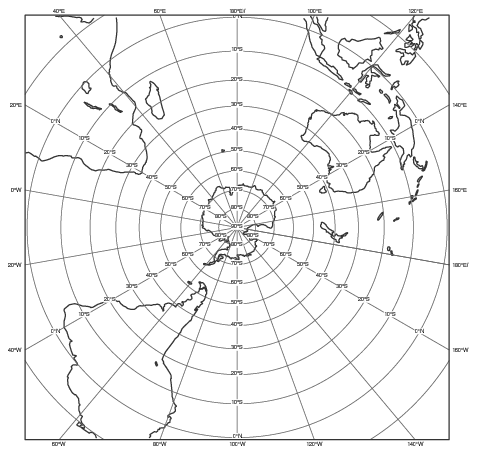 40°E 60°E 80°E/ 100°E 120°E
0°N
10°S
20°S
20°E 30°S 140°E
0°N 0°N
40°S
10°S 10°S
50°S
20°S 20°S
30°S 30°S
60°S
40°S 40°S
0°W 50°S 70°S 50°S 160°E
60°S 60°S
70°S 80°S 70°S
80°S 80°S
90°S
80°S 80°S
70°S 80°S 70°S
60°S 60°S
20°W 50°S 70°S 50°S 180°E/
40°S 40°S
60°S
30°S 30°S
20°S 50°S 20°S
10°S 10°S
40°S
0°N 0°N
30°S
40°W 160°W
20°S
10°S
0°N
60°W 80°W 100°W 120°W 140°W